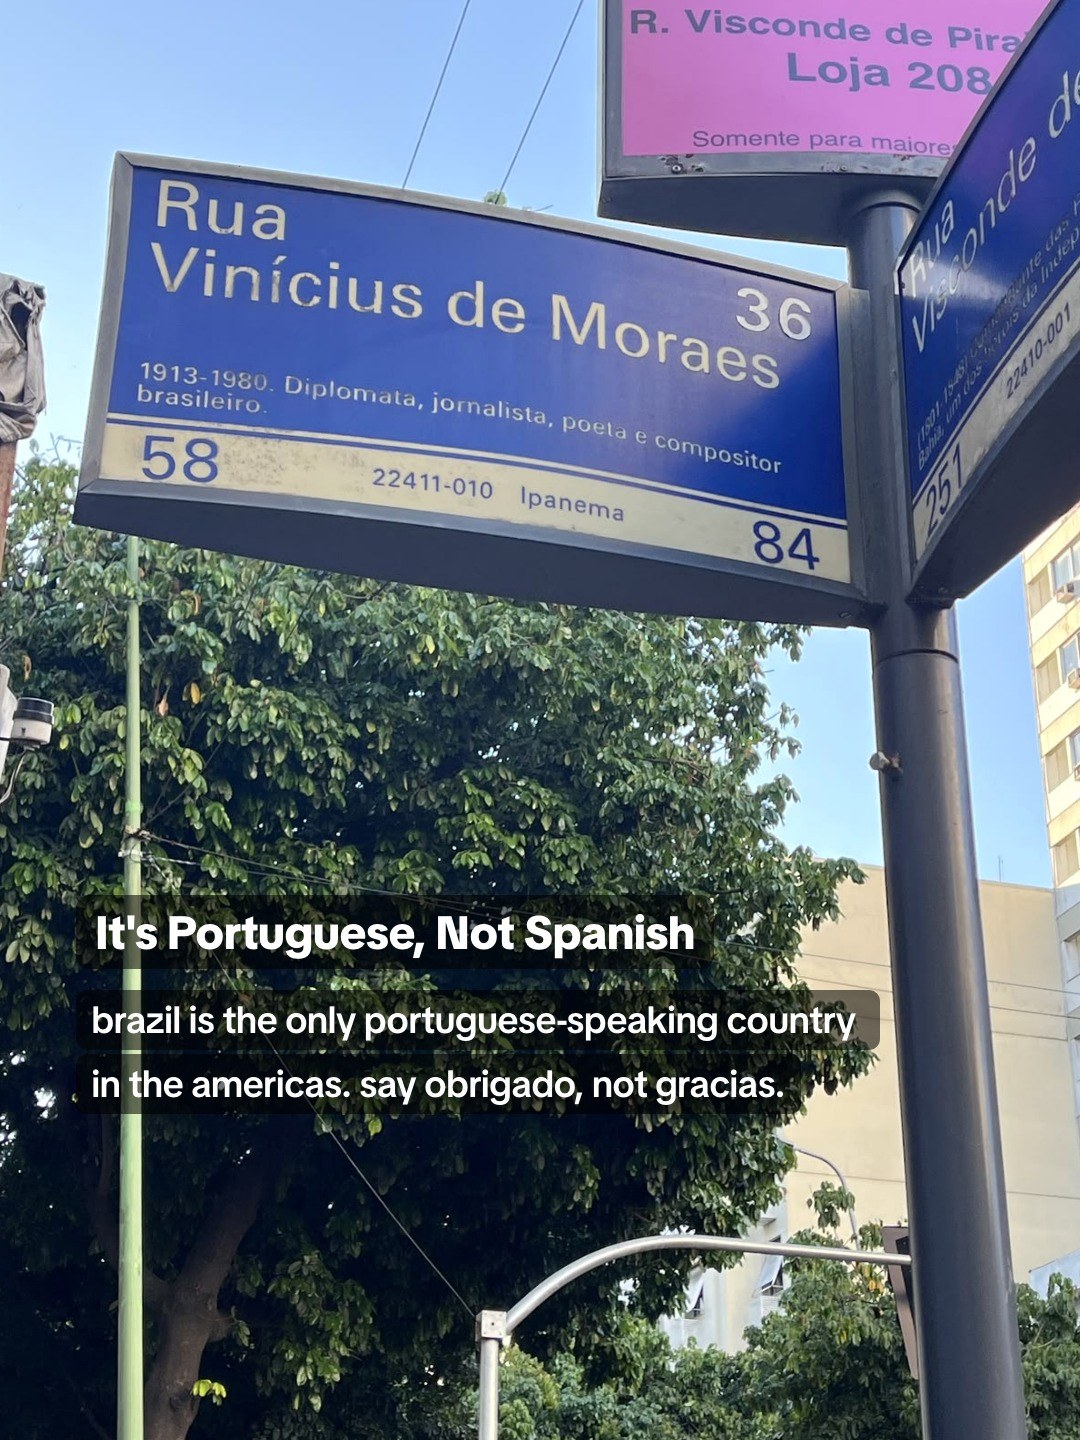 R. Visconde de Pira
Loja 208
Somente para maiores
Rua
Vinícius de Moraes
36
1913-1980. Diplomata, jornalista, poeta e compositor
brasileiro.
58
22411-010 Ipanema
84
Rua
Visconde de
22410-001
251
It's Portuguese, Not Spanish
brazil is the only portuguese-speaking country
in the americas. say obrigado, not gracias.